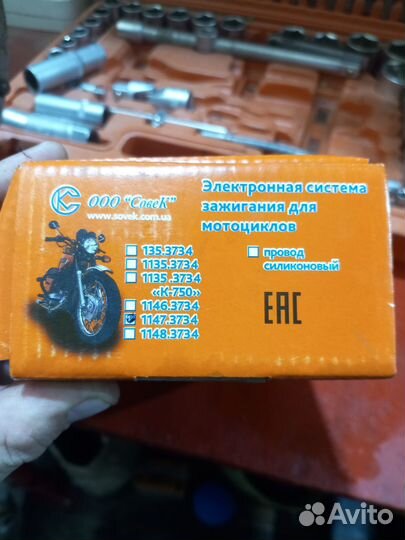 ООО "СовеК"
www.sovek.com.ua
Электронная система
зажигания для
мотоциклов
135.3734
1135.3734
1135 .3734
«К-750»
1146.3734
1147.3734
1148.3734
провод
силиконовый
EAC
Avito